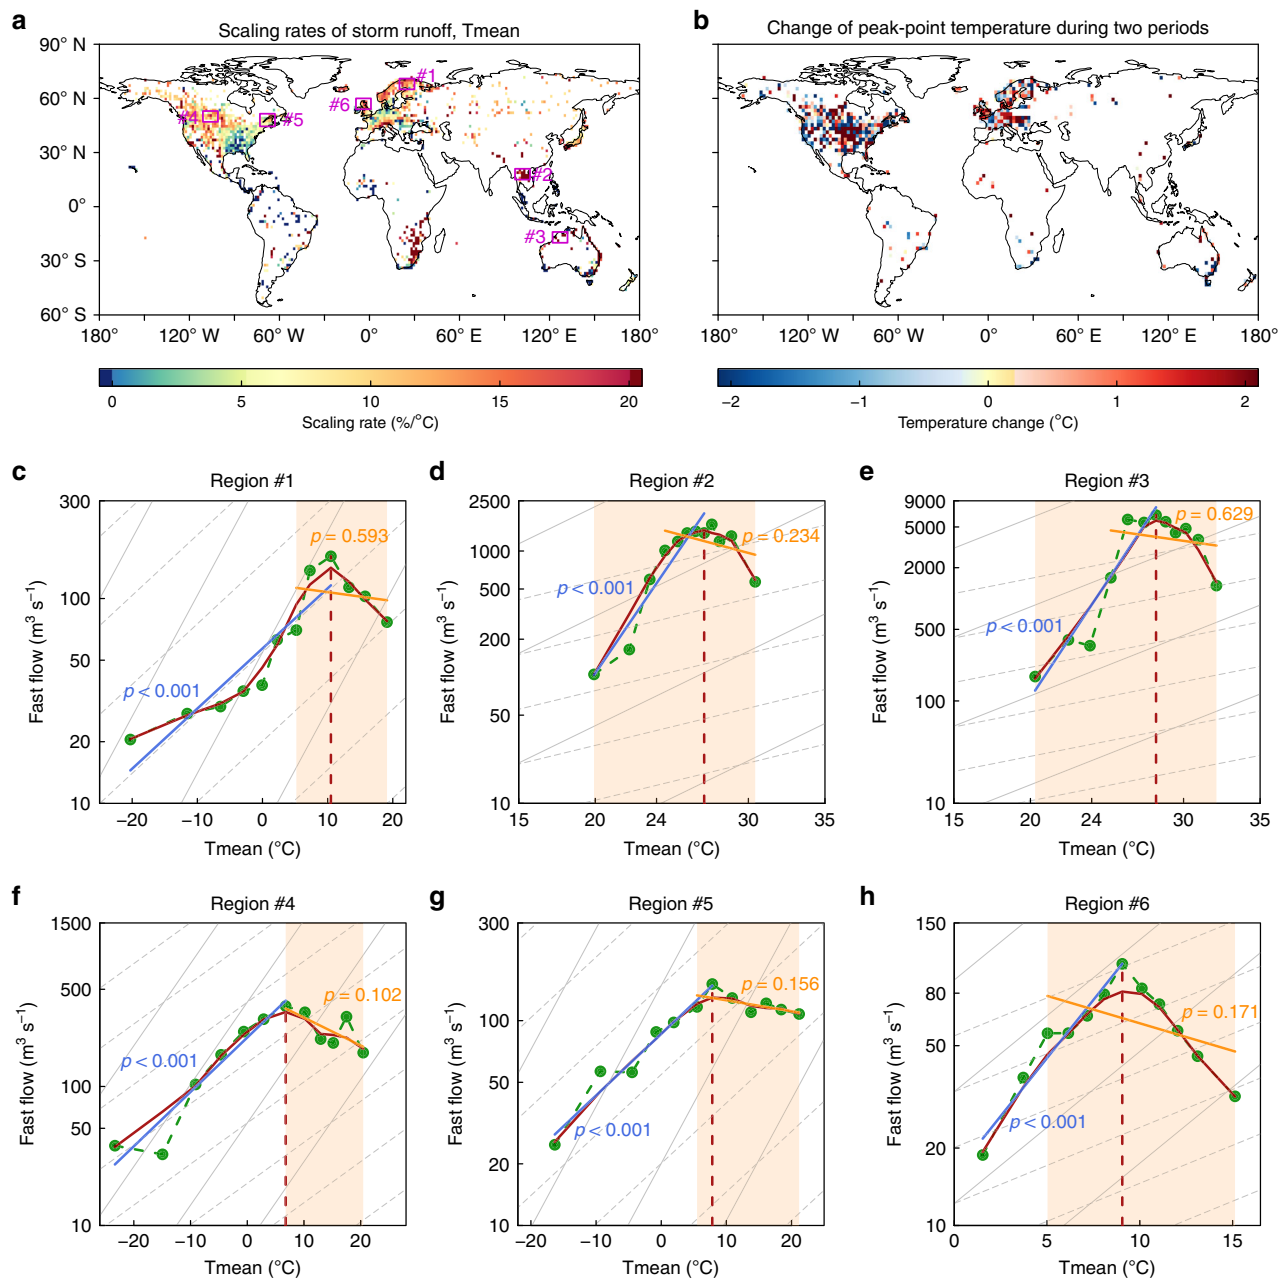 a
Scaling rates of storm runoff, Tmean
90° N
60° N
30° N
0°
30° S
60° S
180° 120° W 60° W 0° 60° E 120° E 180°
#1
#6
#4
#5
#2
#3
0 5 10 15 20
Scaling rate (%/°C)
b
Change of peak-point temperature during two periods
180° 120° W 60° W 0° 60° E 120° E 180°
−2 −1 0 1 2
Temperature change (°C)
c
Region #1
Fast flow (m³ s⁻¹)
300
100
50
20
10
p = 0.593
p < 0.001
−20 −10 0 10 20
Tmean (°C)
d
Region #2
Fast flow (m³ s⁻¹)
2500
1000
500
200
50
10
p = 0.234
p < 0.001
15 20 24 30 35
Tmean (°C)
e
Region #3
Fast flow (m³ s⁻¹)
9000
5000
2000
500
100
10
p = 0.629
p < 0.001
15 20 24 30 35
Tmean (°C)
f
Region #4
Fast flow (m³ s⁻¹)
1500
500
100
50
10
p = 0.102
p < 0.001
−20 −10 0 10 20
Tmean (°C)
g
Region #5
Fast flow (m³ s⁻¹)
300
100
50
20
10
p = 0.156
p < 0.001
−20 −10 0 10 20
Tmean (°C)
h
Region #6
Fast flow (m³ s⁻¹)
150
80
50
20
10
p = 0.171
p < 0.001
0 5 10 15
Tmean (°C)